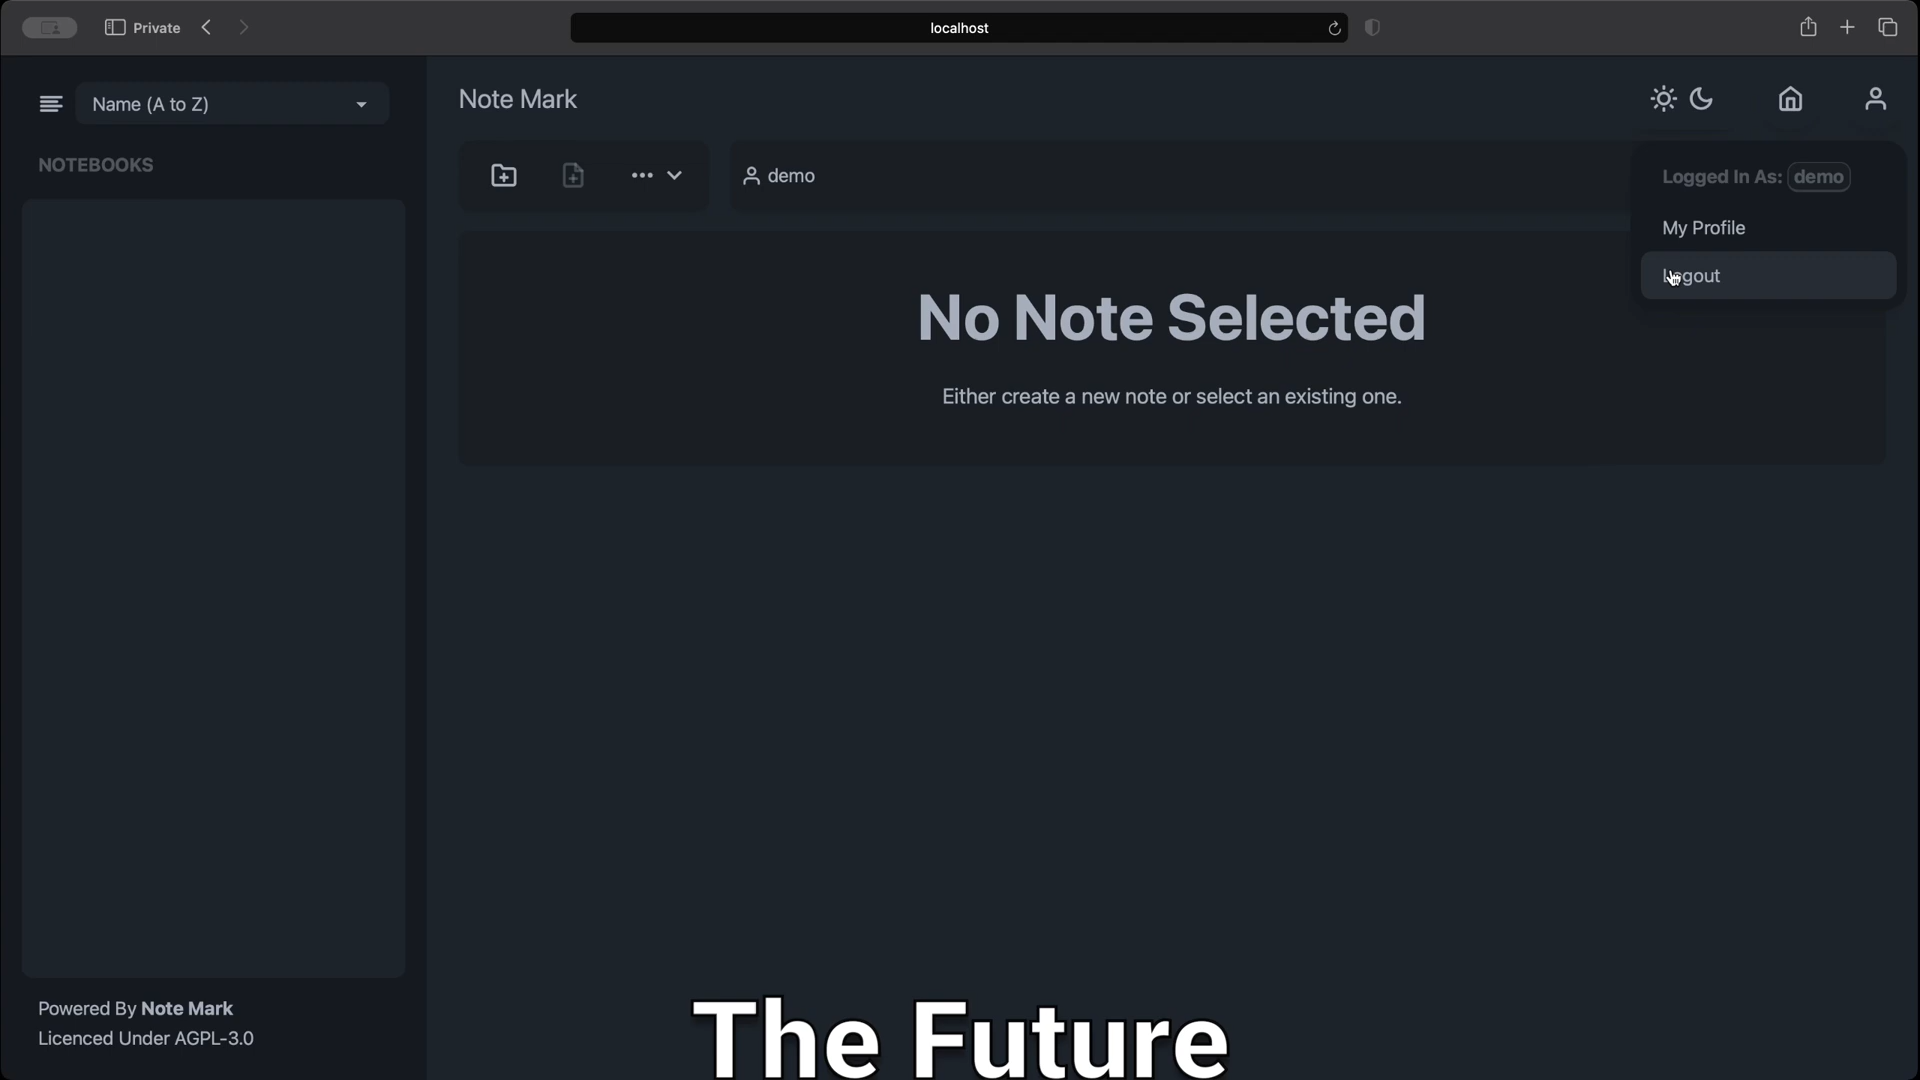 Private
localhost
Name (A to Z)
Note Mark
NOTEBOOKS
demo
Logged In As: demo
My Profile
Logout
No Note Selected
Either create a new note or select an existing one.
Powered By Note Mark
Licenced Under AGPL-3.0
The Future